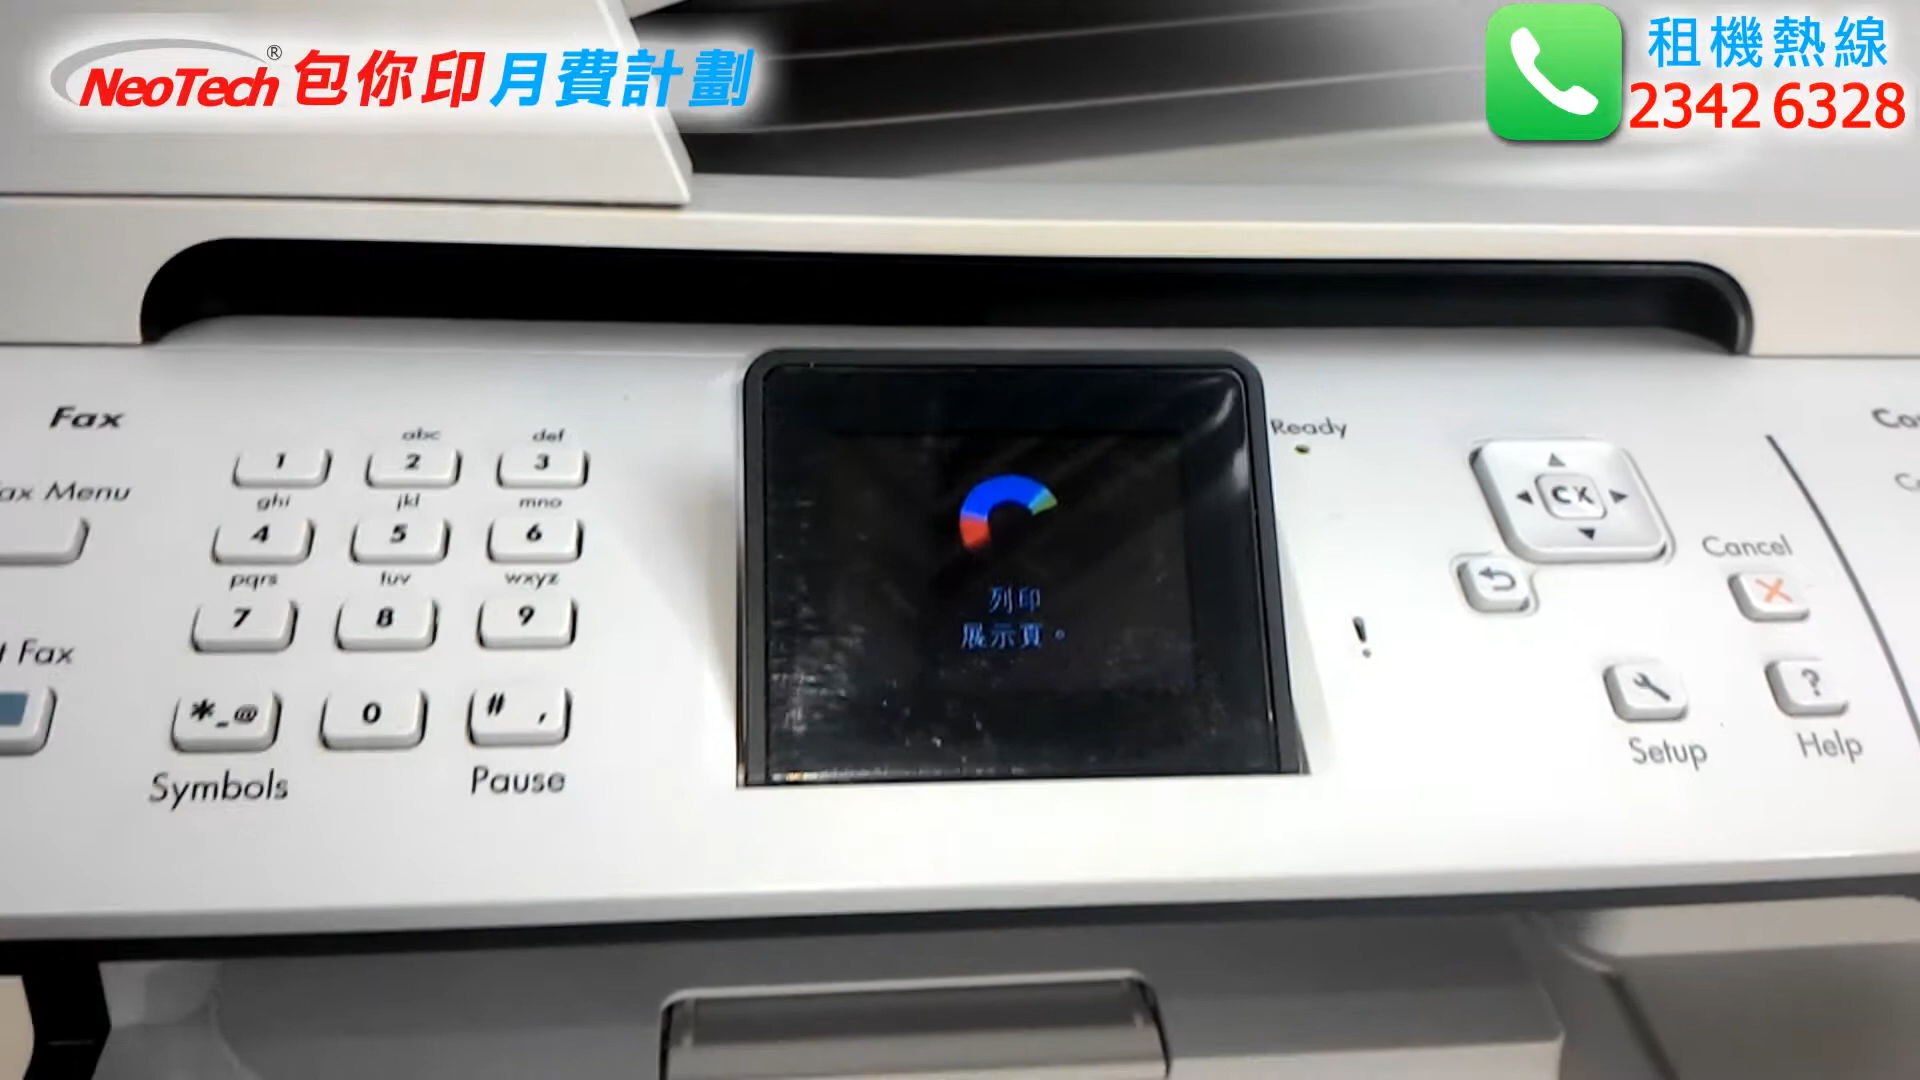 NeoTech® 包你印月費計劃
租機熱線
2342 6328
Fax
ax Menu
Fax
1
abc
2
def
3
ghi
4
jkl
5
mno
6
pqrs
7
tuv
8
wxyz
9
*_@
0
# ,
Symbols
Pause
列印
展示頁。
Ready
OK
Cancel
!
?
Setup
Help
Co